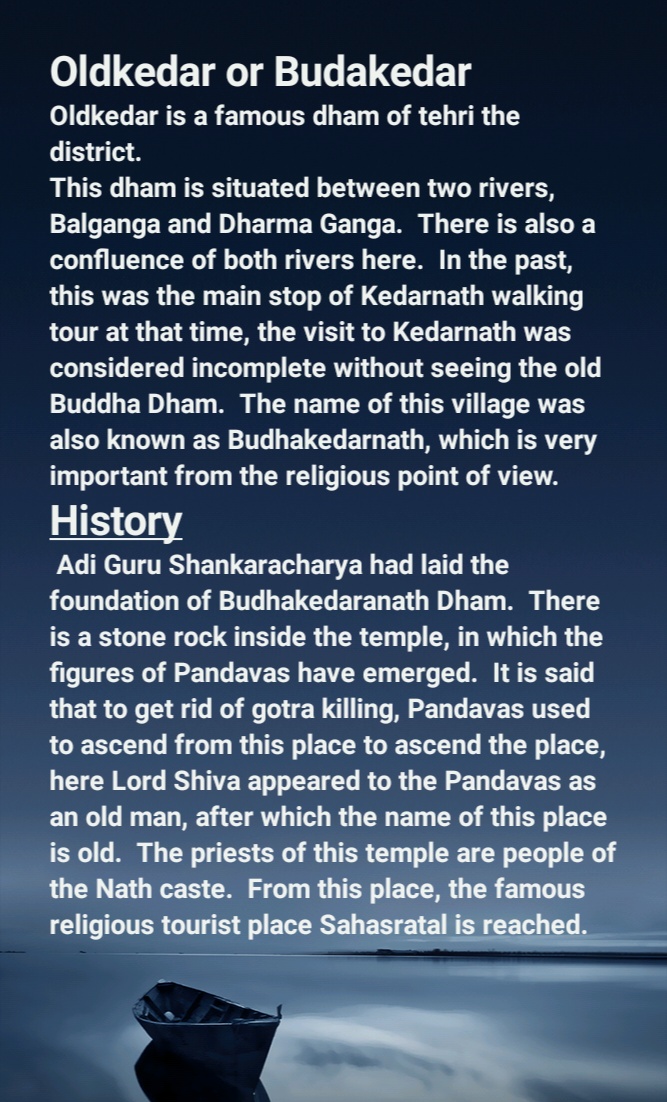 Oldkedar or Budakedar
Oldkedar is a famous dham of tehri the
district.
This dham is situated between two rivers,
Balganga and Dharma Ganga.  There is also a
confluence of both rivers here.  In the past,
this was the main stop of Kedarnath walking
tour at that time, the visit to Kedarnath was
considered incomplete without seeing the old
Buddha Dham.  The name of this village was
also known as Budhakedarnath, which is very
important from the religious point of view.
History
Adi Guru Shankaracharya had laid the
foundation of Budhakedaranath Dham.  There
is a stone rock inside the temple, in which the
figures of Pandavas have emerged.  It is said
that to get rid of gotra killing, Pandavas used
to ascend from this place to ascend the place,
here Lord Shiva appeared to the Pandavas as
an old man, after which the name of this place
is old.  The priests of this temple are people of
the Nath caste.  From this place, the famous
religious tourist place Sahasratal is reached.